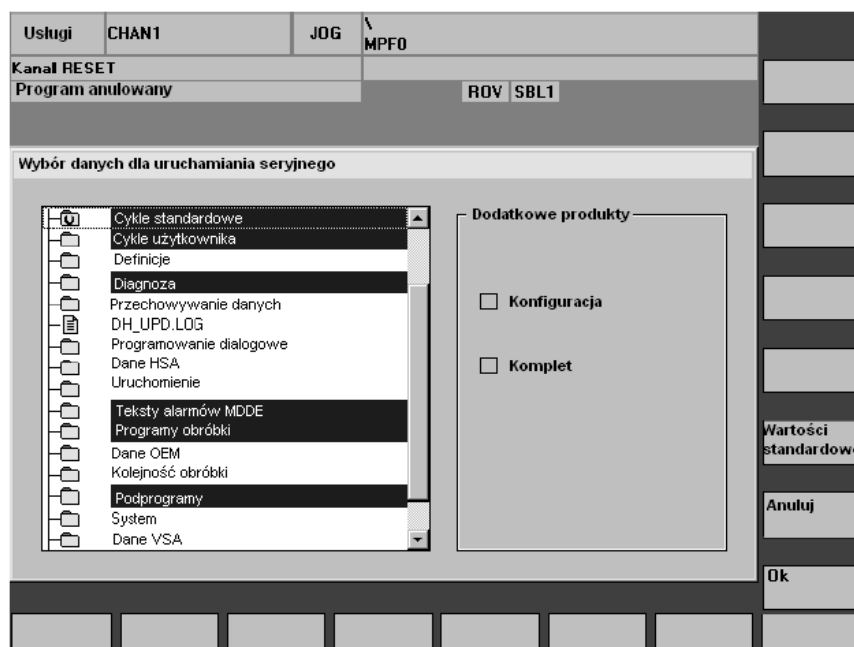 Usługi CHAN1 JOG \
MPF0
Kanal RESET
Program anulowany ROV SBL1
Wybór danych dla uruchamiania seryjnego
Cykle standardowe
Cykle użytkownika
Definicje
Diagnoza
Przechowywanie danych
DH_UPD.LOG
Programowanie dialogowe
Dane HSA
Uruchomienie
Teksty alarmów MDDE
Programy obróbki
Dane OEM
Kolejność obróbki
Podprogramy
System
Dane VSA
Dodatkowe produkty
Konfiguracja
Komplet
Wartości
standardowe
Anuluj
Ok